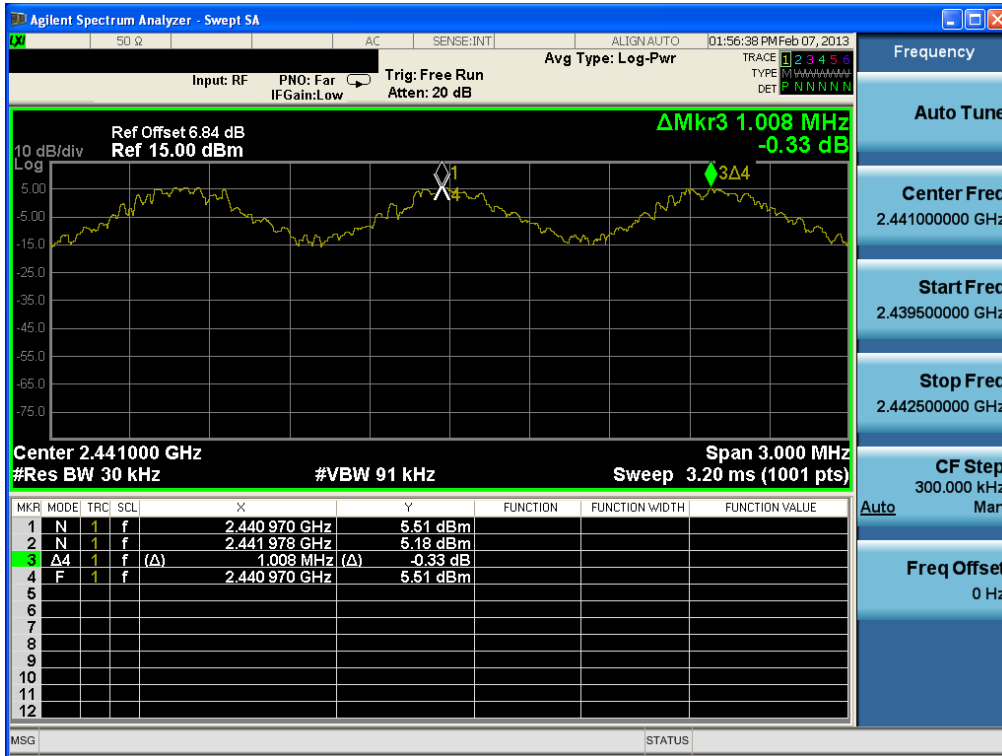 Agilent Spectrum Analyzer - Swept SA
LXI 50 Ω AC SENSE:INT ALIGN AUTO 01:56:38 PM Feb 07, 2013
Frequency
Avg Type: Log-Pwr
TRACE 1 2 3 4 5 6
Input: RF PNO: Far Trig: Free Run
TYPE M
IFGain:Low Atten: 20 dB
DET P N N N N N
Auto Tune
Ref Offset 6.84 dB
ΔMkr3 1.008 MHz
10 dB/div Ref 15.00 dBm
-0.33 dB
Log
1
3Δ4
4
5.00
-5.00
-15.0
-25.0
-35.0
-45.0
-55.0
-65.0
-75.0
Center Freq
2.441000000 GHz
Start Freq
2.439500000 GHz
Stop Freq
2.442500000 GHz
Center 2.441000 GHz Span 3.000 MHz
#Res BW 30 kHz #VBW 91 kHz Sweep 3.20 ms (1001 pts)
CF Step
300.000 kHz
Auto Man
Freq Offset
0 Hz
MKR MODE TRC SCL X Y FUNCTION FUNCTION WIDTH FUNCTION VALUE
1 N 1 f 2.440 970 GHz 5.51 dBm
2 N 1 f 2.441 978 GHz 5.18 dBm
3 Δ4 1 f (Δ) 1.008 MHz (Δ) -0.33 dB
4 F 1 f 2.440 970 GHz 5.51 dBm
5
6
7
8
9
10
11
12
MSG STATUS